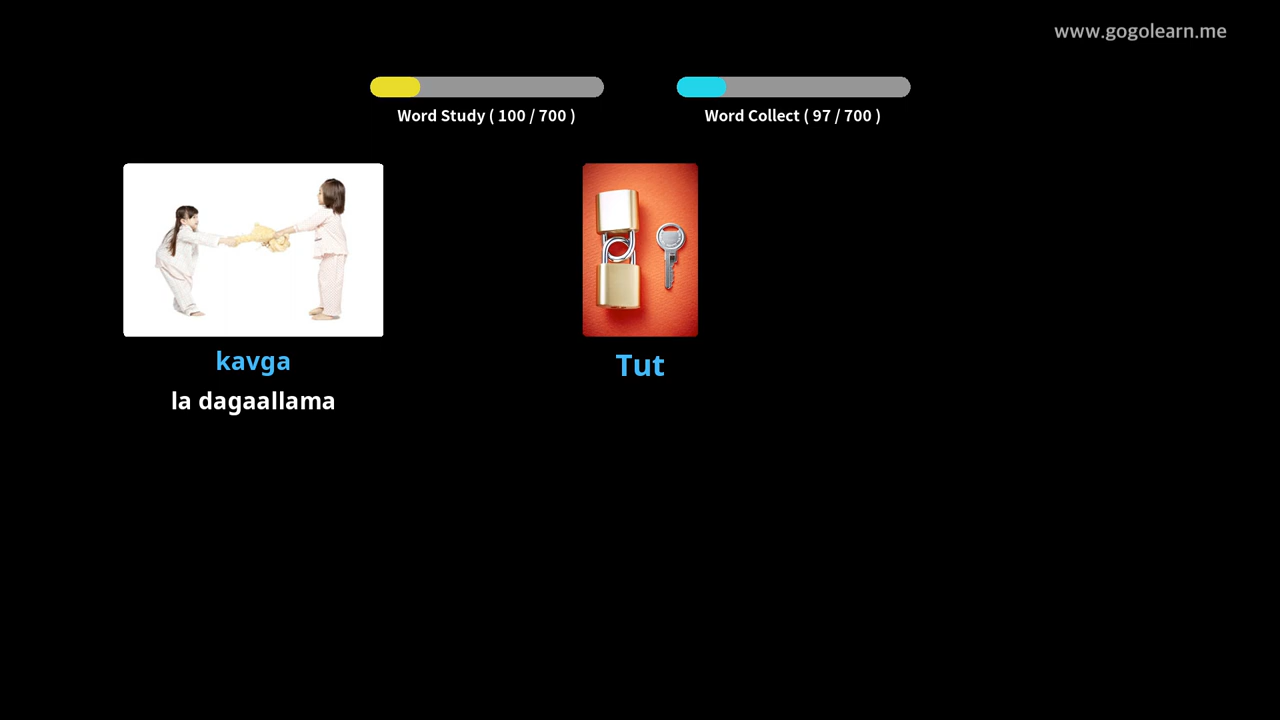 www.gogolearn.me
Word Study ( 100 / 700 )
Word Collect ( 97 / 700 )
kavga
la dagaallama
Tut